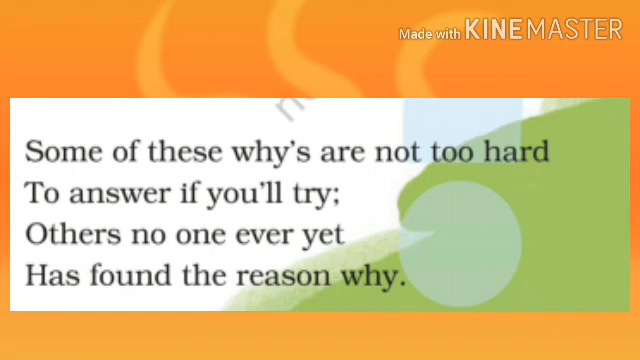 Made with KINEMASTER
Some of these why's are not too hard
To answer if you'll try;
Others no one ever yet
Has found the reason why.